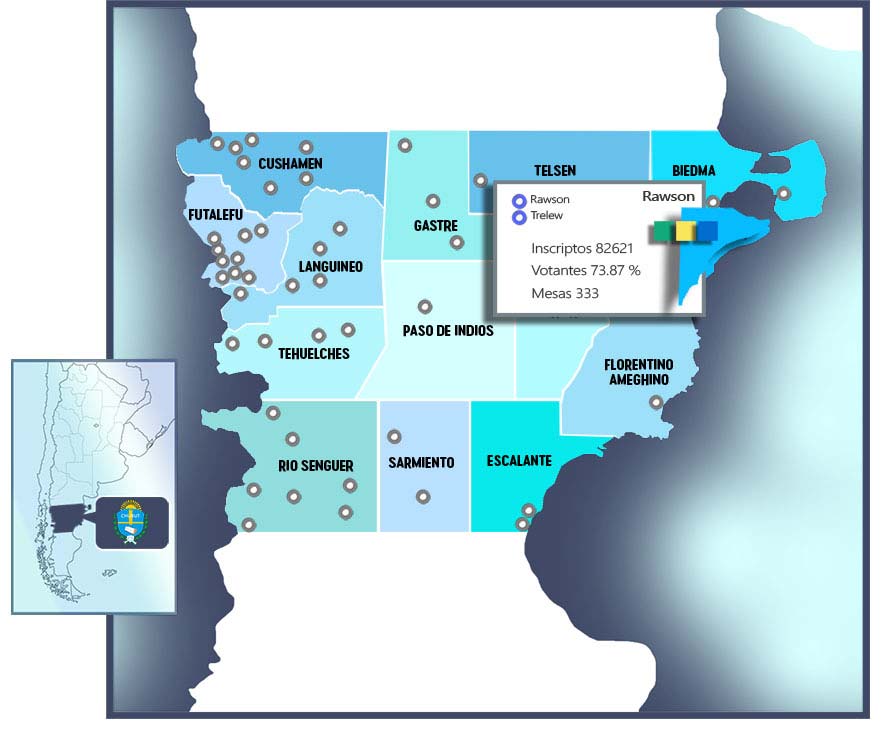 CUSHAMEN
TELSEN
BIEDMA
Rawson
Rawson
Trelew
Inscriptos 82621
Votantes 73.87 %
Mesas 333
FUTALEFU
GASTRE
LANGUINEO
PASO DE INDIOS
TEHUELCHES
FLORENTINO
AMEGHINO
RIO SENGUER
SARMIENTO
ESCALANTE
CHUBUT